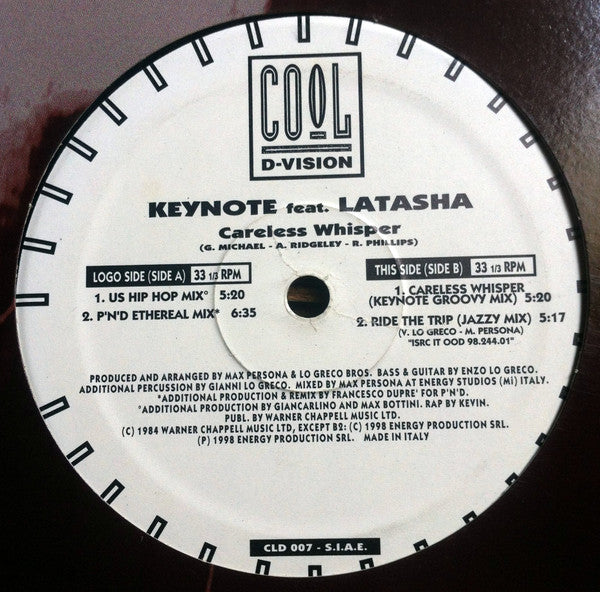 COOL
D-VISION
KEYNOTE feat. LATASHA
Careless Whisper
(G. MICHAEL - A. RIDGELEY - R. PHILLIPS)
LOGO SIDE (SIDE A) 33 1/3 RPM
1. US HIP HOP MIX° 5:20
2. P'N'D ETHEREAL MIX* 6:35
THIS SIDE (SIDE B) 33 1/3 RPM
1. CARELESS WHISPER
(KEYNOTE GROOVY MIX) 5:20
2. RIDE THE TRIP (JAZZY MIX) 5:17
(V. LO GRECO - M. PERSONA)
"ISRC IT OOD 98.244.01"
PRODUCED AND ARRANGED BY MAX PERSONA & LO GRECO BROS. BASS & GUITAR BY ENZO LO GRECO.
ADDITIONAL PERCUSSION BY GIANNI LO GRECO. MIXED BY MAX PERSONA AT ENERGY STUDIOS (Mi) ITALY.
*ADDITIONAL PRODUCTION & REMIX BY FRANCESCO DUPRE' FOR P'N'D.
°ADDITIONAL PRODUCTION BY GIANCARLINO AND MAX BOTTINI. RAP BY KEVIN.
PUBL. BY WARNER CHAPPELL MUSIC LTD.
(C) 1984 WARNER CHAPPELL MUSIC LTD, EXCEPT B2: (C) 1998 ENERGY PRODUCTION SRL.
(P) 1998 ENERGY PRODUCTION SRL. MADE IN ITALY
CLD 007 - S.I.A.E.